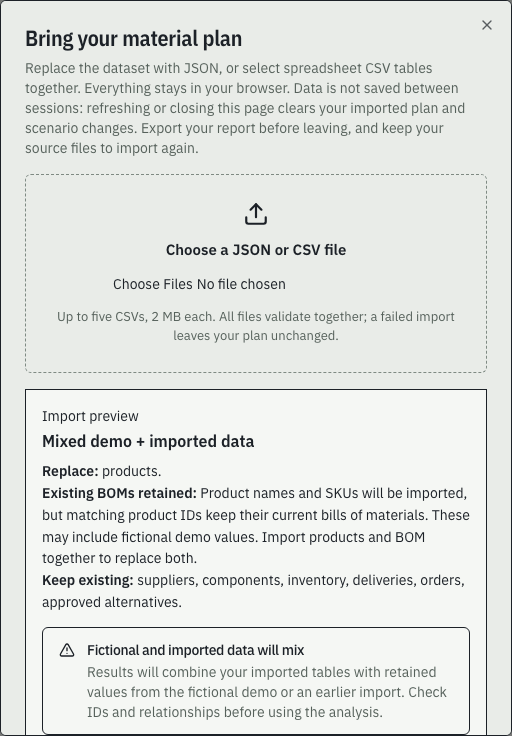 Bring your material plan
Replace the dataset with JSON, or select spreadsheet CSV tables
together. Everything stays in your browser. Data is not saved between
sessions: refreshing or closing this page clears your imported plan and
scenario changes. Export your report before leaving, and keep your
source files to import again.
Choose a JSON or CSV file
Choose Files No file chosen
Up to five CSVs, 2 MB each. All files validate together; a failed import
leaves your plan unchanged.
Import preview
Mixed demo + imported data
Replace: products.
Existing BOMs retained: Product names and SKUs will be imported,
but matching product IDs keep their current bills of materials. These
may include fictional demo values. Import products and BOM
together to replace both.
Keep existing: suppliers, components, inventory, deliveries, orders,
approved alternatives.
Fictional and imported data will mix
Results will combine your imported tables with retained
values from the fictional demo or an earlier import. Check
IDs and relationships before using the analysis.